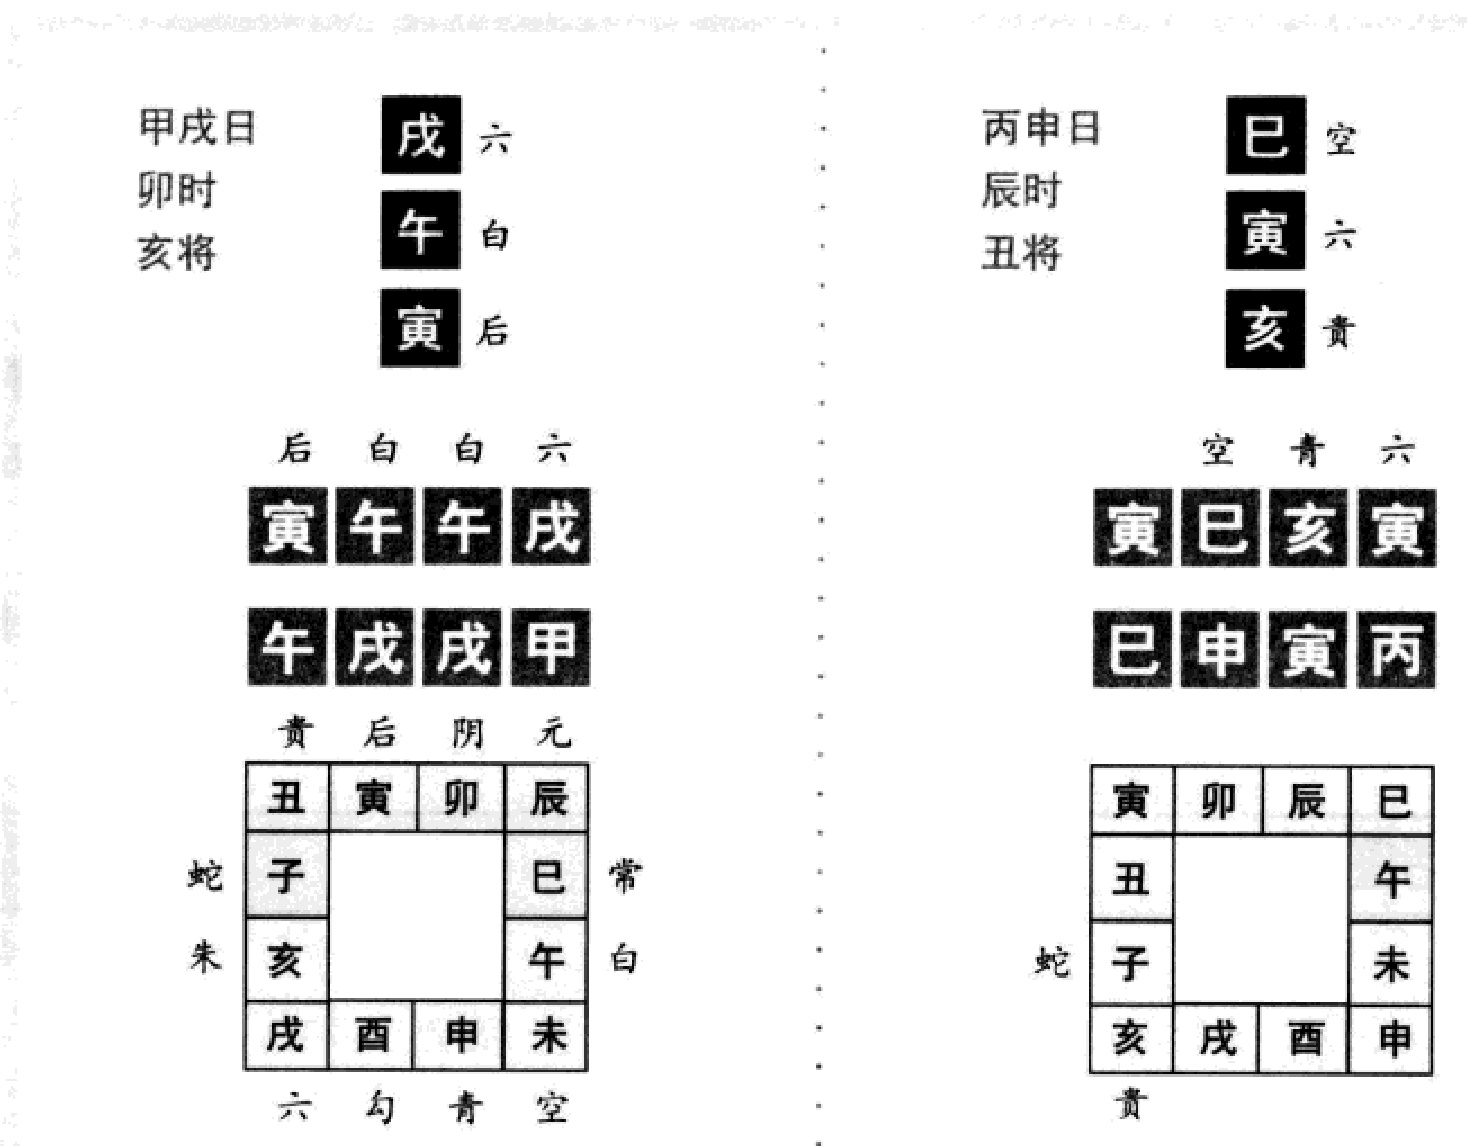 甲戌日
卯时
亥将
戌 六
午 白
寅 后
后 白 白 六
寅 午 午 戌
午 戌 戌 甲
贵 后 阴 元
丑 寅 卯 辰
蛇 子 巳 常
朱 亥 午 白
戌 酉 申 未
六 勾 青 空
丙申日
辰时
丑将
巳 空
寅 六
亥 贵
空 青 六
寅 巳 亥 寅
巳 申 寅 丙
寅 卯 辰 巳
丑 午
蛇 子 未
亥 戌 酉 申
贵